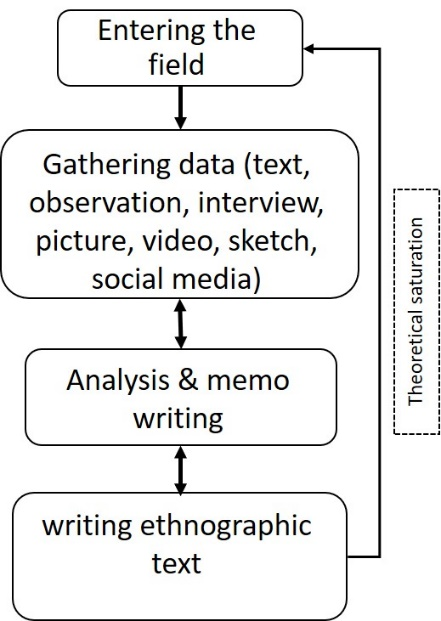 Entering the
field
Gathering data (text,
observation, interview,
picture, video, sketch,
social media)
Analysis & memo
writing
writing ethnographic
text
Theoretical saturation